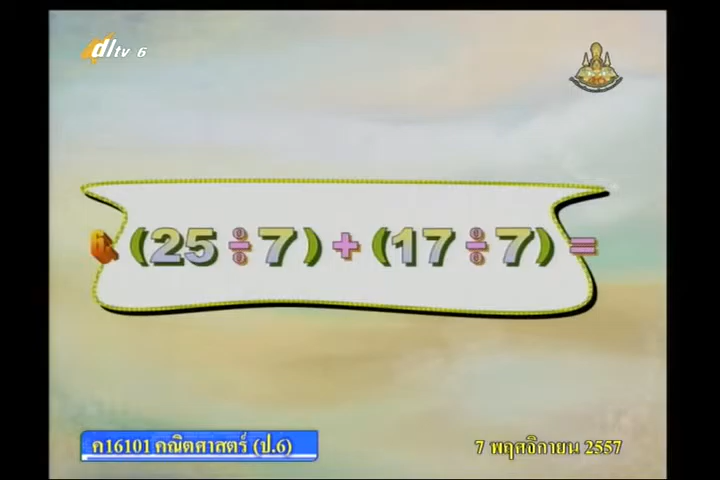 dltv 6
(25÷7) + (17÷7) =
ค16101 คณิตศาสตร์ (ป.6)
7 พฤศจิกายน 2557